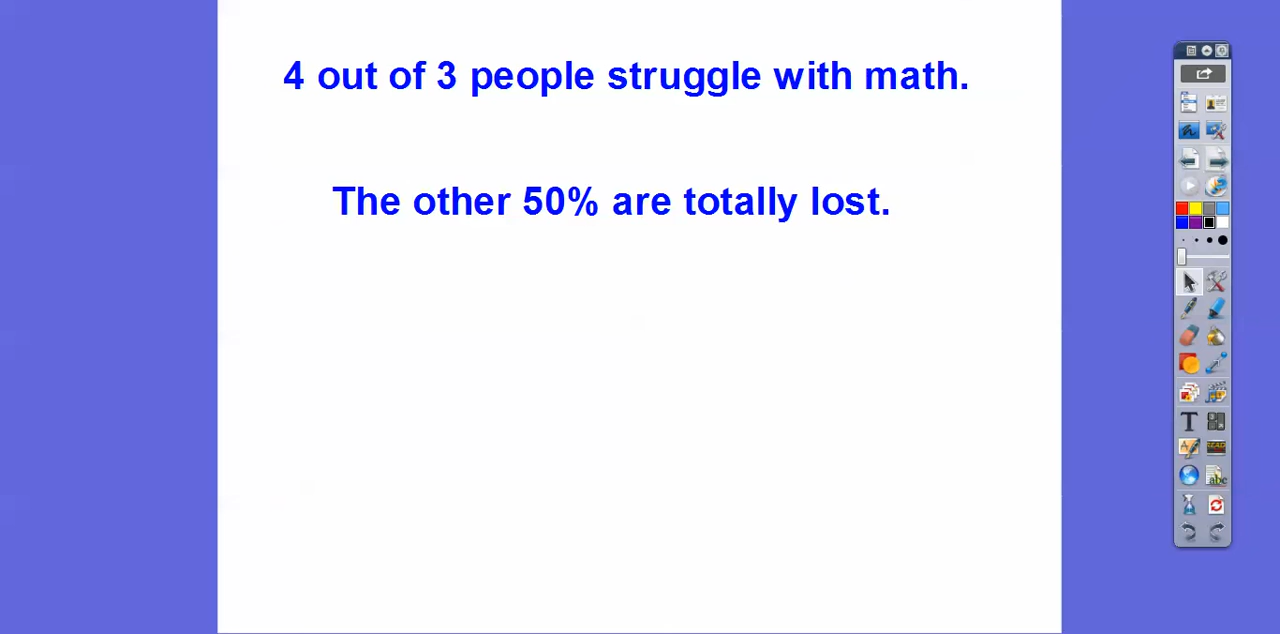 4 out of 3 people struggle with math.
The other 50% are totally lost.